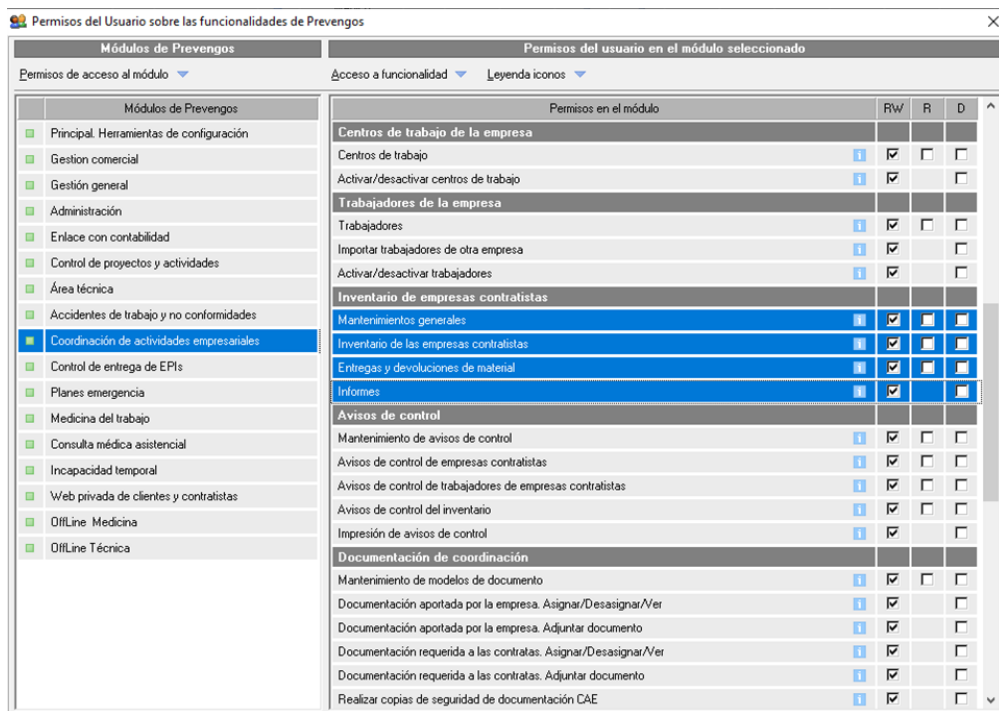 Permisos del Usuario sobre las funcionalidades de Prevengos
Módulos de Prevengos
Permisos del usuario en el módulo seleccionado
Permisos de acceso al módulo
Acceso a funcionalidad
Leyenda iconos
Módulos de Prevengos
Principal. Herramientas de configuración
Gestion comercial
Gestión general
Administración
Enlace con contabilidad
Control de proyectos y actividades
Área técnica
Accidentes de trabajo y no conformidades
Coordinación de actividades empresariales
Control de entrega de EPIs
Planes emergencia
Medicina del trabajo
Consulta médica asistencial
Incapacidad temporal
Web privada de clientes y contratistas
OffLine Medicina
OffLine Técnica
Permisos en el módulo RW R D
Centros de trabajo de la empresa
Centros de trabajo
Activar/desactivar centros de trabajo
Trabajadores de la empresa
Trabajadores
Importar trabajadores de otra empresa
Activar/desactivar trabajadores
Inventario de empresas contratistas
Mantenimientos generales
Inventario de las empresas contratistas
Entregas y devoluciones de material
Informes
Avisos de control
Mantenimiento de avisos de control
Avisos de control de empresas contratistas
Avisos de control de trabajadores de empresas contratistas
Avisos de control del inventario
Impresión de avisos de control
Documentación de coordinación
Mantenimiento de modelos de documento
Documentación aportada por la empresa. Asignar/Desasignar/Ver
Documentación aportada por la empresa. Adjuntar documento
Documentación requerida a las contratas. Asignar/Desasignar/Ver
Documentación requerida a las contratas. Adjuntar documento
Realizar copias de seguridad de documentación CAE